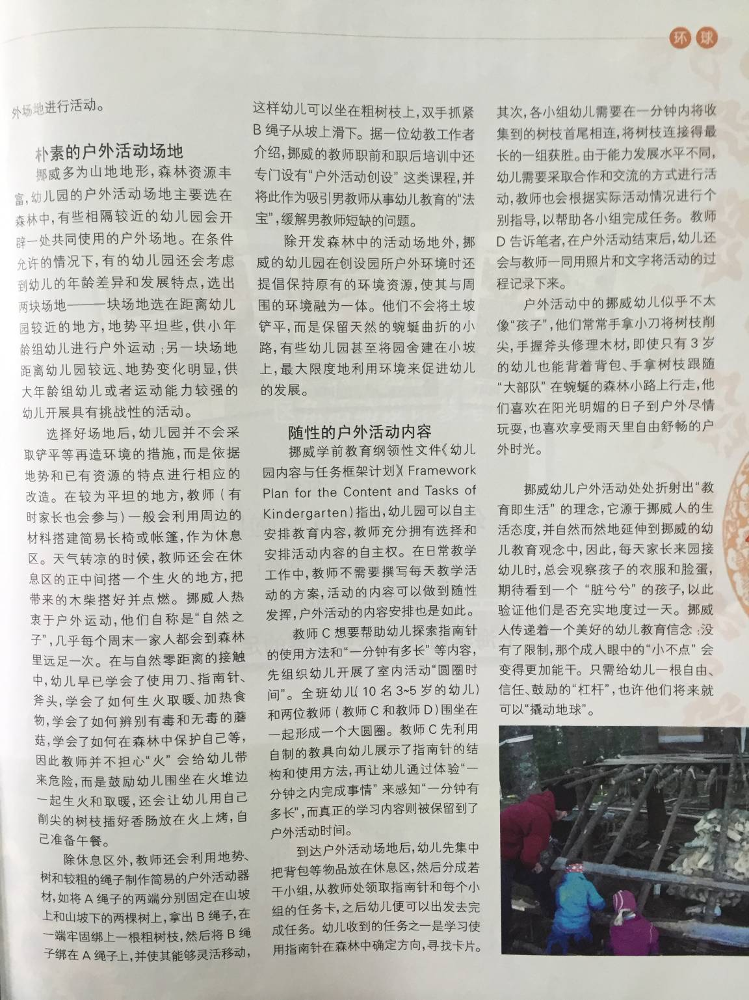 环球
外场地进行活动。
朴素的户外活动场地
挪威多为山地地形，森林资源丰
富，幼儿园的户外活动场地主要选在
森林中，有些相隔较近的幼儿园会开
辟一处共同使用的户外场地。在条件
允许的情况下，有的幼儿园还会考虑
到幼儿的年龄差异和发展特点，选出
两块场地——一块场地选在距离幼儿
园较近的地方，地势平坦些，供小年
龄组幼儿进行户外运动；另一块场地
距离幼儿园较远、地势变化明显，供
大年龄组幼儿或者运动能力较强的
幼儿开展具有挑战性的活动。
选择好场地后，幼儿园并不会采
取铲平等再造环境的措施，而是依据
地势和已有资源的特点进行相应的
改造。在较为平坦的地方，教师（有
时家长也会参与）一般会利用周边的
材料搭建简易长椅或帐篷，作为休息
区。天气转凉的时候，教师还会在休
息区的正中间搭一个生火的地方，把
带来的木柴搭好并点燃。挪威人热
衷于户外运动，他们自称是“自然之
子”，几乎每个周末一家人都会到森林
里远足一次。在与自然零距离的接触
中，幼儿早已学会了使用刀、指南针、
斧头，学会了如何生火取暖、加热食
物，学会了如何辨别有毒和无毒的蘑
菇，学会了如何在森林中保护自己等，
因此教师并不担心“火”会给幼儿带
来危险，而是鼓励幼儿围坐在火堆边
一起生火和取暖，还会让幼儿用自己
削尖的树枝插好香肠放在火上烤，自
己准备午餐。
除休息区外，教师还会利用地势、
树和较粗的绳子制作简易的户外活动器
材，如将A绳子的两端分别固定在山坡
上和山坡下的两棵树上，拿出B绳子，在
一端牢固绑上一根粗树枝，然后将B绳
子绑在A绳子上，并使其能够灵活移动，
这样幼儿可以坐在粗树枝上，双手抓紧
B绳子从坡上滑下。据一位幼教工作者
介绍，挪威的教师职前和职后培训中还
专门设有“户外活动创设”这类课程，并
将此作为吸引男教师从事幼儿教育的“法
宝”，缓解男教师短缺的问题。
除开发森林中的活动场地外，挪
威的幼儿园在创设园所户外环境时还
提倡保持原有的环境资源，使其与周
围的环境融为一体。他们不会将土坡
铲平，而是保留天然的蜿蜒曲折的小
路，有些幼儿园甚至将园舍建在小坡
上，最大限度地利用环境来促进幼儿
的发展。
随性的户外活动内容
挪威学前教育纲领性文件《幼儿
园内容与任务框架计划》（Framework
Plan for the Content and Tasks of
Kindergarten）指出，幼儿园可以自主
安排教育内容，教师充分拥有选择和
安排活动内容的自主权。在日常教学
工作中，教师不需要撰写每天教学活
动的方案，活动的内容可以做到随性
发挥，户外活动的内容安排也是如此。
教师C想要帮助幼儿探索指南针
的使用方法和“一分钟有多长”等内容，
先组织幼儿开展了室内活动“圆圈时
间”。全班幼儿（10名3~5岁的幼儿）
和两位教师（教师C和教师D）围坐在
一起形成一个大圆圈。教师C先利用
自制的教具向幼儿展示了指南针的结
构和使用方法，再让幼儿通过体验“一
分钟之内完成事情”来感知“一分钟有
多长”，而真正的学习内容则被保留到了
户外活动时间。
到达户外活动场地后，幼儿先集中
把背包等物品放在休息区，然后分成若
干小组，从教师处领取指南针和每个小
组的任务卡，之后幼儿便可以出发去完
成任务。幼儿收到的任务之一是学习使
用指南针在森林中确定方向，寻找卡片。
其次，各小组幼儿需要在一分钟内将收
集到的树枝首尾相连，将树枝连接得最
长的一组获胜。由于能力发展水平不同，
幼儿需要采取合作和交流的方式进行活
动，教师也会根据实际活动情况进行个
别指导，以帮助各小组完成任务。教师
D告诉笔者，在户外活动结束后，幼儿还
会与教师一同用照片和文字将活动的过
程记录下来。
户外活动中的挪威幼儿似乎不太
像“孩子”，他们常常手拿小刀将树枝削
尖，手握斧头修理木材，即使只有3岁
的幼儿也能背着背包、手拿树枝跟随
“大部队”在蜿蜒的森林小路上行走，他
们喜欢在阳光明媚的日子到户外尽情
玩耍，也喜欢享受雨天里自由舒畅的户
外时光。
挪威幼儿户外活动处处折射出“教
育即生活”的理念，它源于挪威人的生
活态度，并自然而然地延伸到挪威的幼
儿教育观念中，因此，每天家长来园接
幼儿时，总会观察孩子的衣服和脸蛋，
期待看到一个“脏兮兮”的孩子，以此
验证他们是否充实地度过一天。挪威
人传递着一个美好的幼儿教育信念：没
有了限制，那个成人眼中的“小不点”会
变得更加能干。只需给幼儿一根自由、
信任、鼓励的“杠杆”，也许他们将来就
可以“撬动地球”。